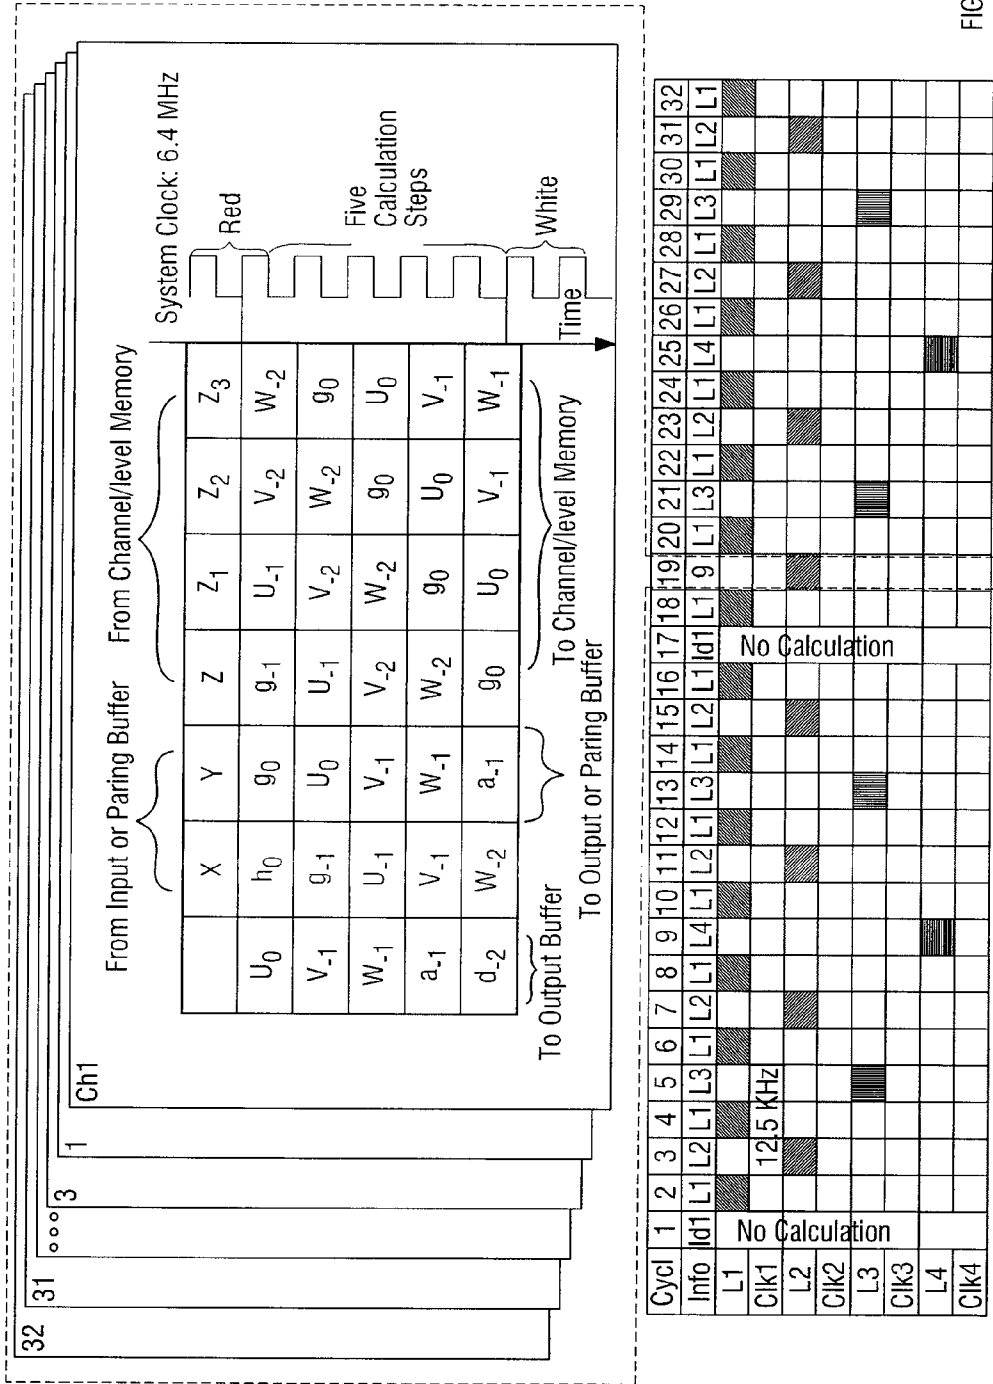 32
31
3
1
Ch1
System Clock: 6.4 MHz
From Input or Paring Buffer
From Channel/level Memory
X Y Z Z1 Z2 Z3
U0 h0 g0 g-1 U-1 V-2 W-2
V-1 g-1 U0 U-1 V-2 W-2 g0
W-1 U-1 V-1 V-2 W-2 g0 U0
a-1 V-1 W-1 W-2 g0 U0 V-1
d-2 W-2 a-1 g0 U0 V-1 W-1
Red
Five
Calculation
Steps
White
Time
To Output Buffer
To Output or Paring Buffer
To Channel/level Memory
Cycl 1 2 3 4 5 6 7 8 9 10 11 12 13 14 15 16 17 18 19 20 21 22 23 24 25 26 27 28 29 30 31 32
Info Id1 L1 L2 L1 L3 L1 L2 L1 L4 L1 L2 L1 L3 L1 L2 L1 Id1 L1 9 L1 L3 L1 L2 L1 L4 L1 L2 L1 L3 L1 L2 L1
L1
Clk1 12.5 KHz
L2
Clk2
L3
Clk3
L4
Clk4
No Calculation
No Calculation
FIG